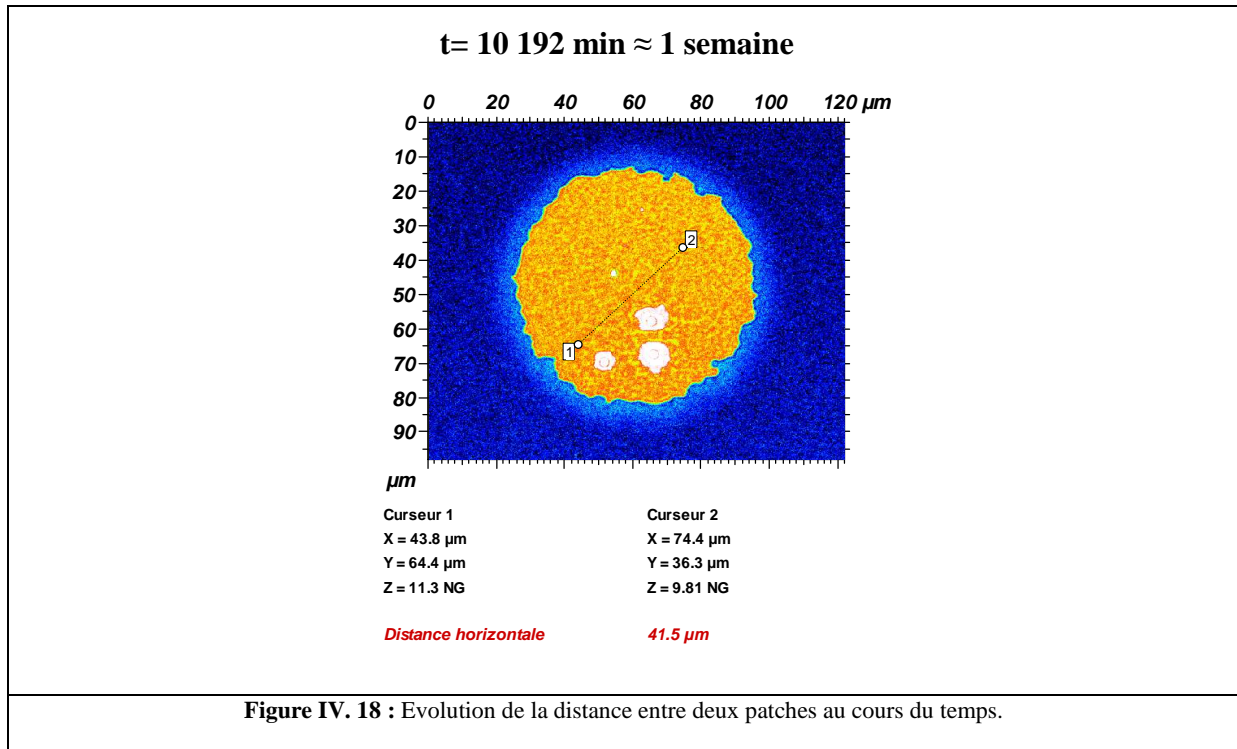 t= 10 192 min ≈ 1 semaine
0 20 40 60 80 100 120 µm
0
10
20
30
40
50
60
70
80
90
µm
2
1
Curseur 1 Curseur 2
X = 43.8 µm X = 74.4 µm
Y = 64.4 µm Y = 36.3 µm
Z = 11.3 NG Z = 9.81 NG
Distance horizontale 41.5 µm
Figure IV. 18 : Evolution de la distance entre deux patches au cours du temps.